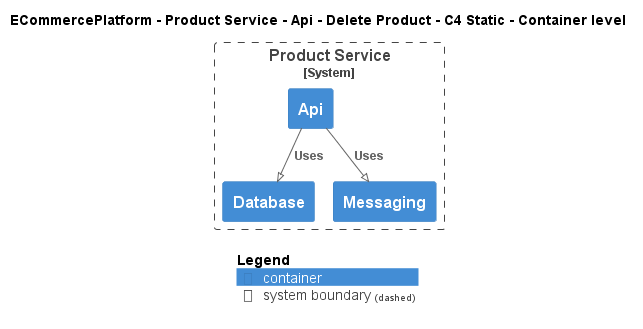 ECommercePlatform - Product Service - Api - Delete Product - C4 Static - Container level
Product Service
[System]
Api
Uses
Uses
Database
Messaging
Legend
container
system boundary (dashed)